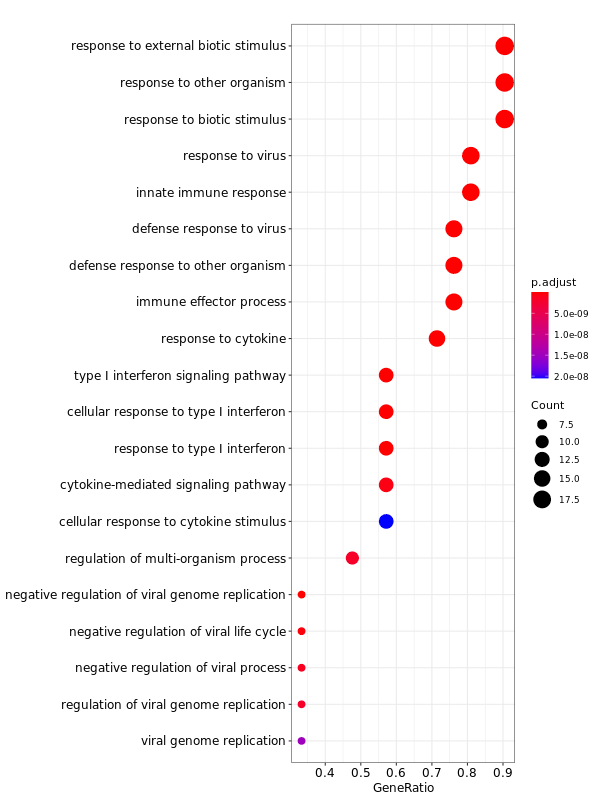 response to external biotic stimulus
response to other organism
response to biotic stimulus
response to virus
innate immune response
defense response to virus
defense response to other organism
immune effector process
response to cytokine
type I interferon signaling pathway
cellular response to type I interferon
response to type I interferon
cytokine-mediated signaling pathway
cellular response to cytokine stimulus
regulation of multi-organism process
negative regulation of viral genome replication
negative regulation of viral life cycle
negative regulation of viral process
regulation of viral genome replication
viral genome replication
0.4 0.5 0.6 0.7 0.8 0.9
GeneRatio
p.adjust
5.0e-09
1.0e-08
1.5e-08
2.0e-08
Count
7.5
10.0
12.5
15.0
17.5